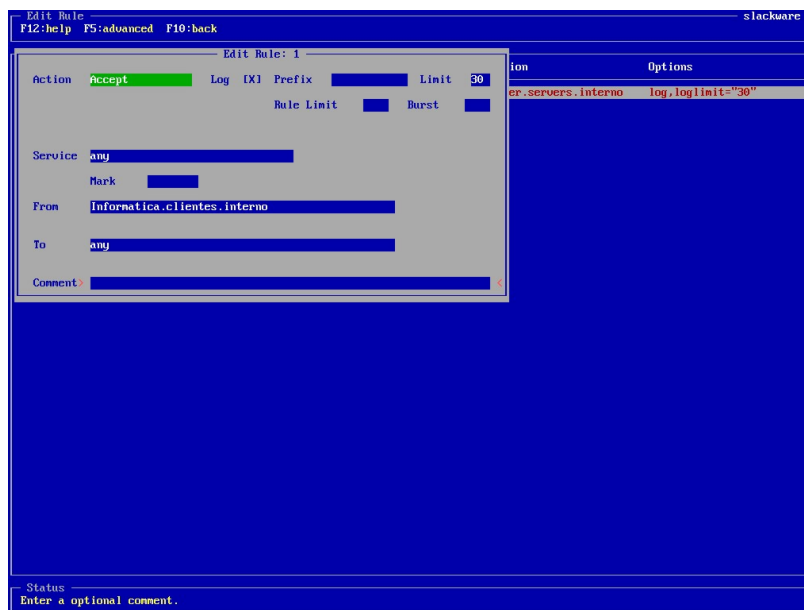 Edit Rule slackware
F12:help F5:advanced F10:back
Edit Rule: 1
ion Options
Action Accept Log [X] Prefix Limit 30
er.servers.interno log,loglimit="30"
Rule Limit Burst
Service any
Mark
From Informatica.clientes.interno
To any
Comment> <
Status
Enter a optional comment.